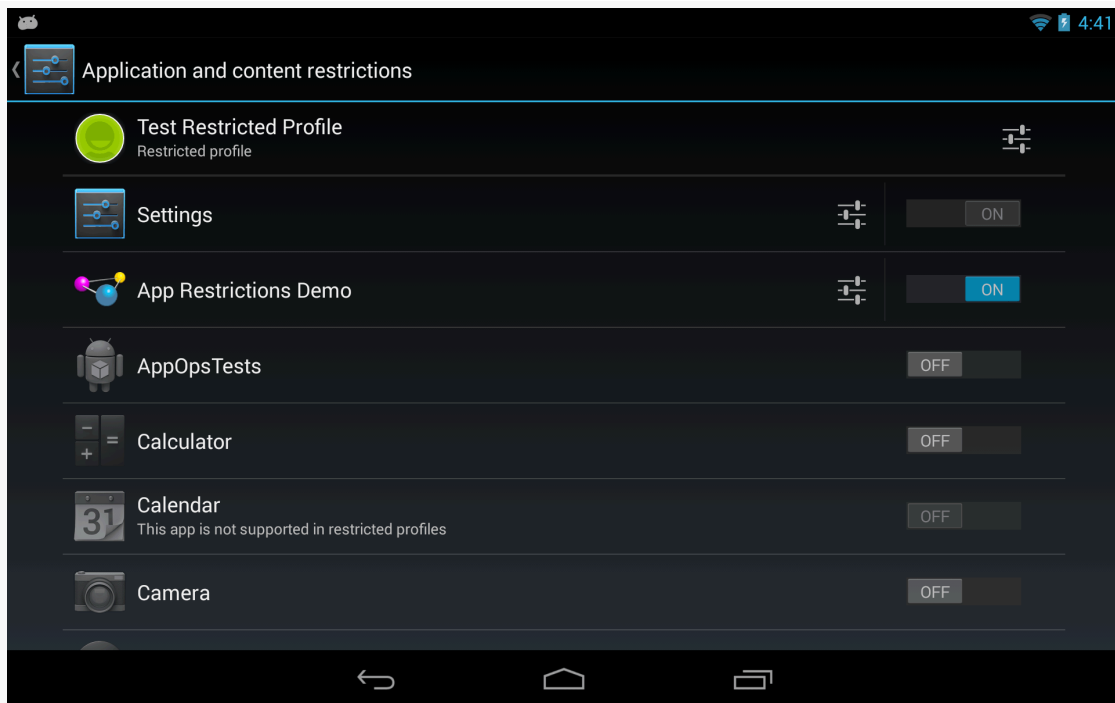 4:41
Application and content restrictions
Test Restricted Profile
Restricted profile
Settings
ON
App Restrictions Demo
ON
AppOpsTests
OFF
Calculator
OFF
Calendar
31
This app is not supported in restricted profiles
OFF
Camera
OFF